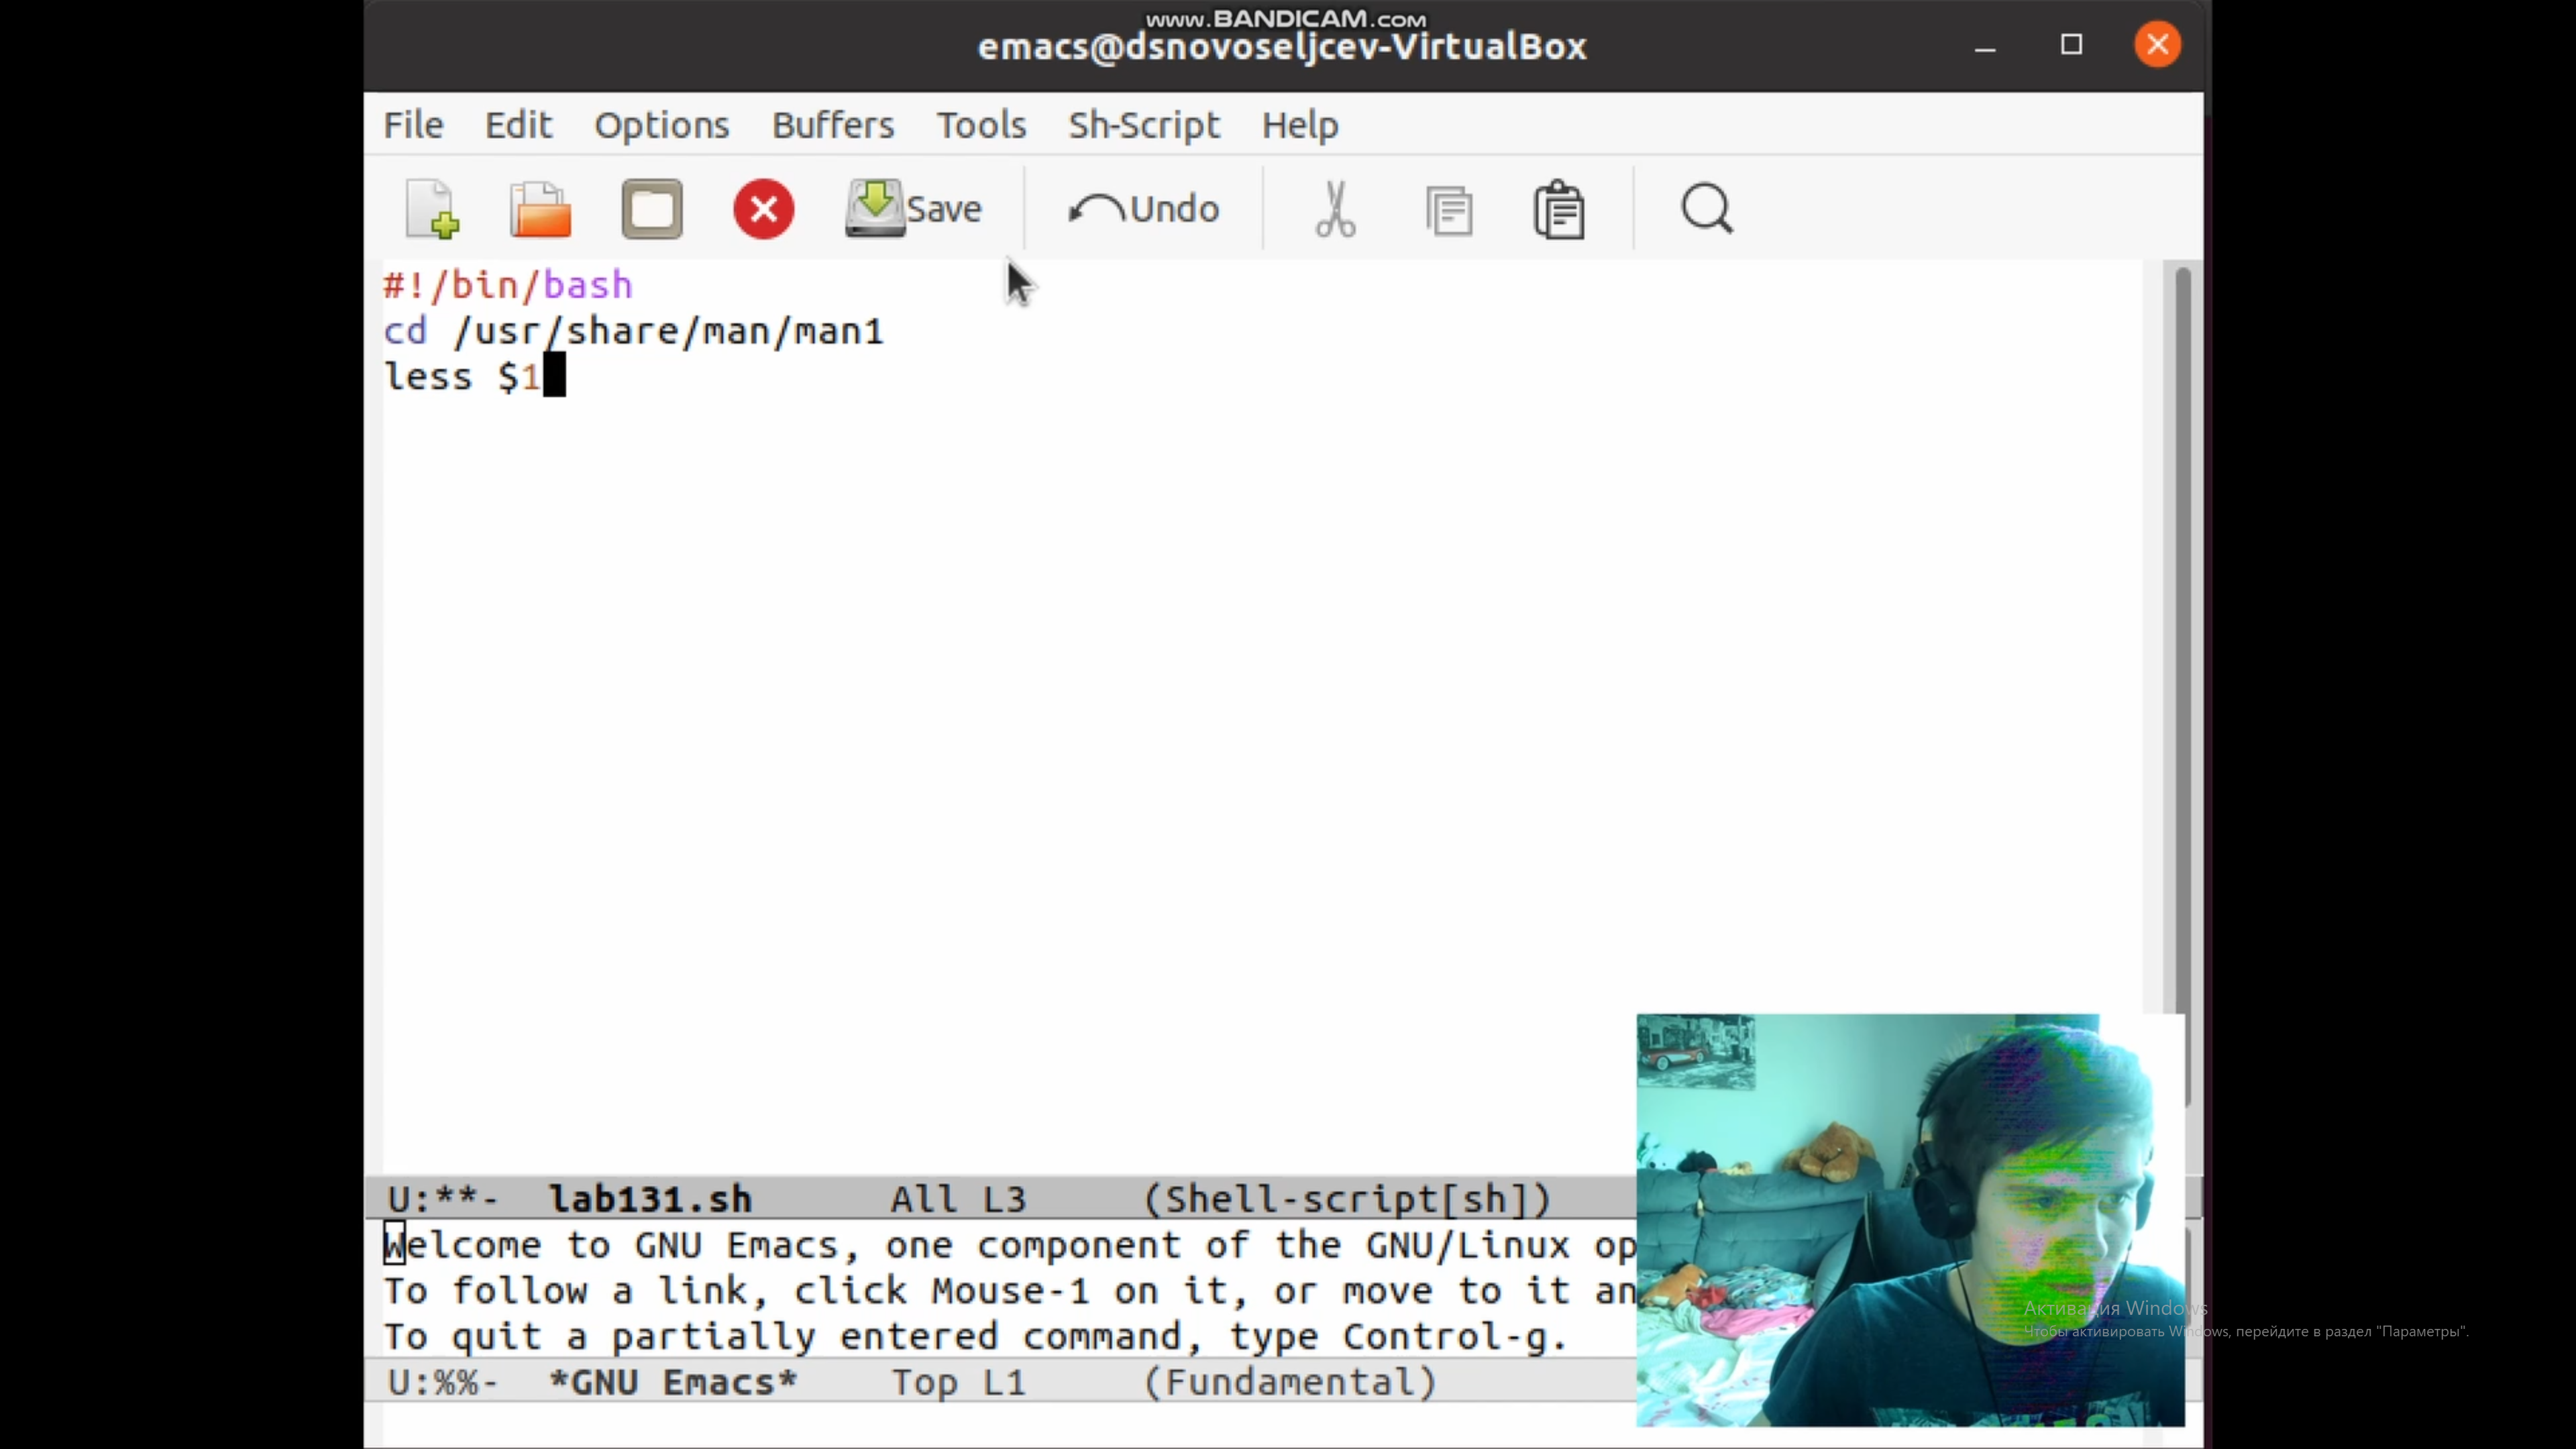 www.BANDICAM.com
emacs@dsnovoseljcev-VirtualBox
File Edit Options Buffers Tools Sh-Script Help
Save Undo
#!/bin/bash
cd /usr/share/man/man1
less $1
U:**- lab131.sh All L3 (Shell-script[sh])
Welcome to GNU Emacs, one component of the GNU/Linux op
To follow a link, click Mouse-1 on it, or move to it an
To quit a partially entered command, type Control-g.
U:%%- *GNU Emacs* Top L1 (Fundamental)
Активация Windows
Чтобы активировать Windows, перейдите в раздел "Параметры".